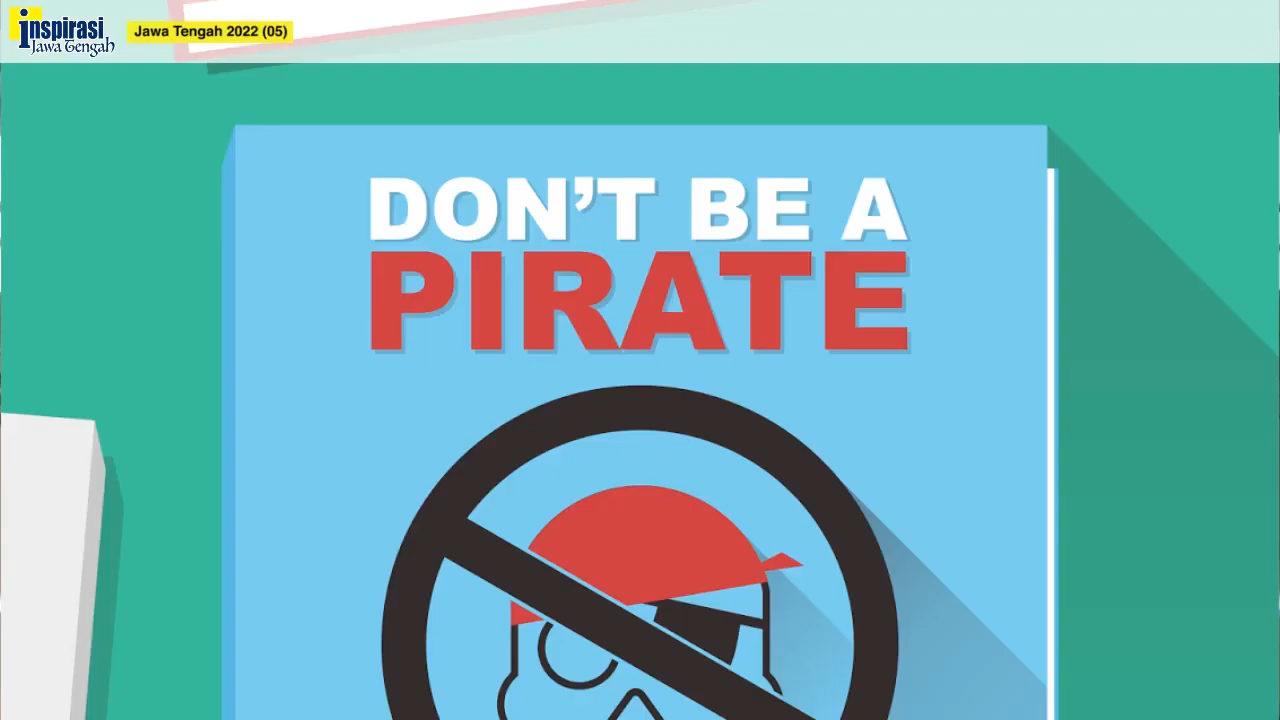 inspirasi
Jawa Tengah
Jawa Tengah 2022 (05)
DON'T BE A
PIRATE